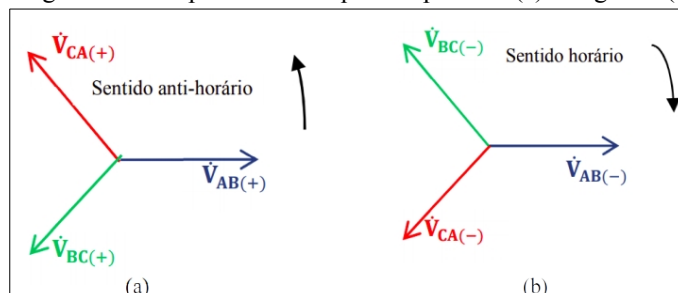 V̇CA(+)
Sentido anti-horário
V̇AB(+)
V̇BC(+)
(a)
V̇BC(−)
Sentido horário
V̇AB(−)
V̇CA(−)
(b)